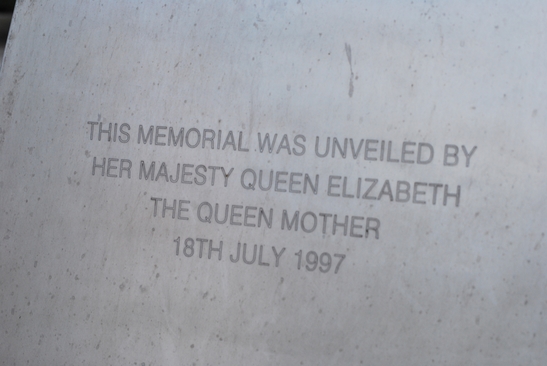 THIS MEMORIAL WAS UNVEILED BY
HER MAJESTY QUEEN ELIZABETH
THE QUEEN MOTHER
18TH JULY 1997